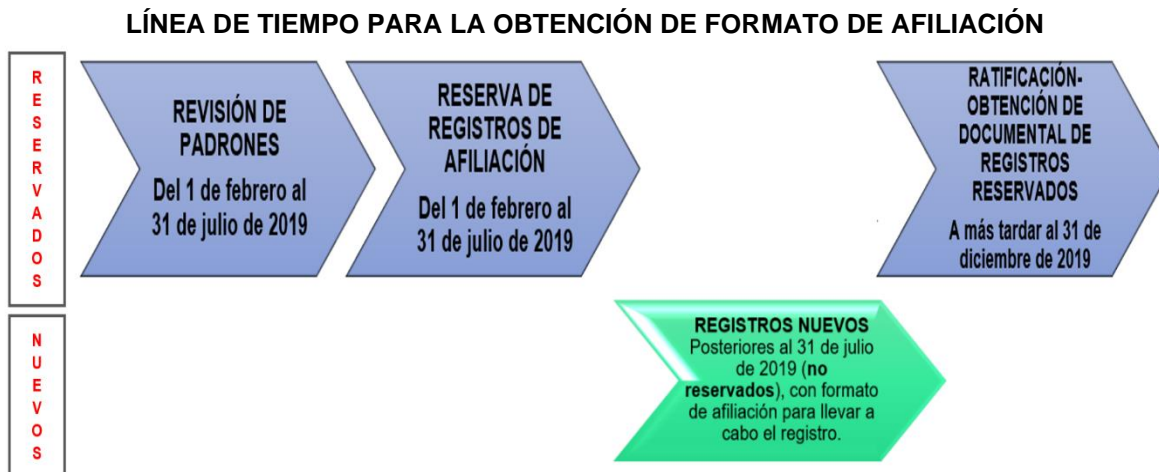 LÍNEA DE TIEMPO PARA LA OBTENCIÓN DE FORMATO DE AFILIACIÓN
RESERVADOS
REVISIÓN DE
PADRONES
Del 1 de febrero al
31 de julio de 2019
RESERVA DE
REGISTROS DE
AFILIACIÓN
Del 1 de febrero al
31 de julio de 2019
RATIFICACIÓN-
OBTENCIÓN DE
DOCUMENTAL DE
REGISTROS
RESERVADOS
A más tardar al 31 de
diciembre de 2019
NUEVOS
REGISTROS NUEVOS
Posteriores al 31 de julio
de 2019 (no
reservados), con formato
de afiliación para llevar a
cabo el registro.